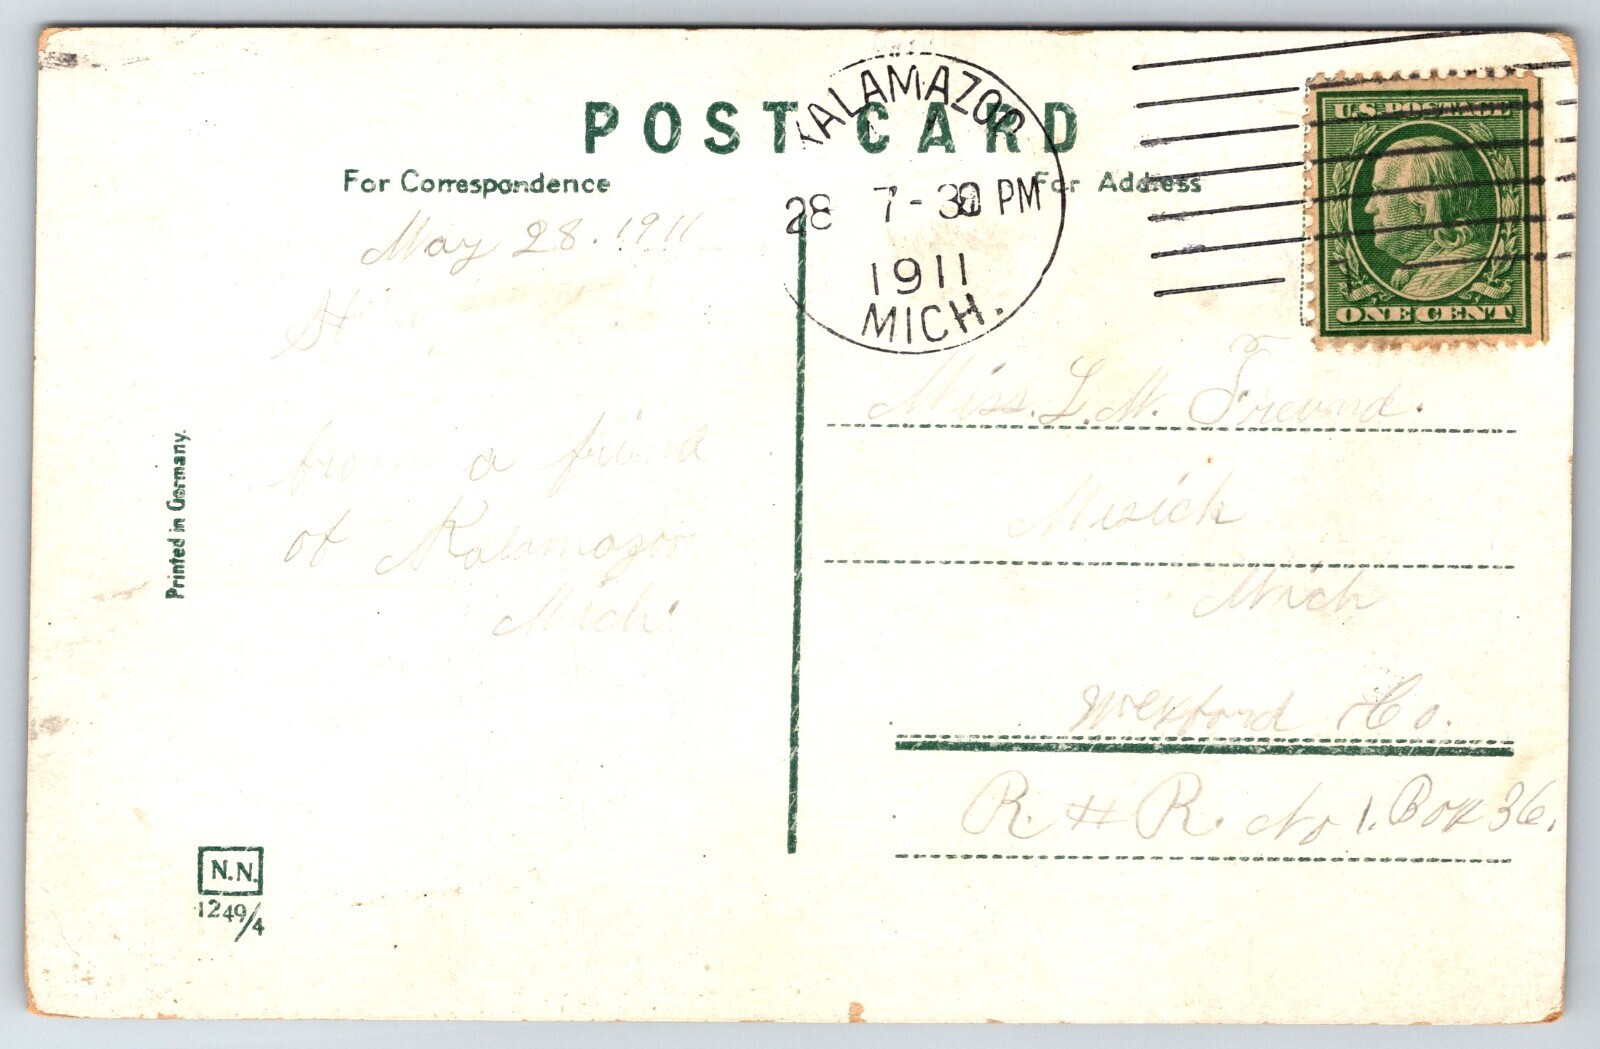 POST CARD
For Correspondence
For Address
KALAMAZOO
28 7-30 PM
1911
MICH.
U.S. POSTAGE
ONE CENT
May 28. 1911
from a friend
of Kalamazoo
Mich.
Miss. L. M. Freund.
Mesick
Mich
Wexford Co.
R. # R. No 1. Box 36.
Printed in Germany.
N.N.
1249/4